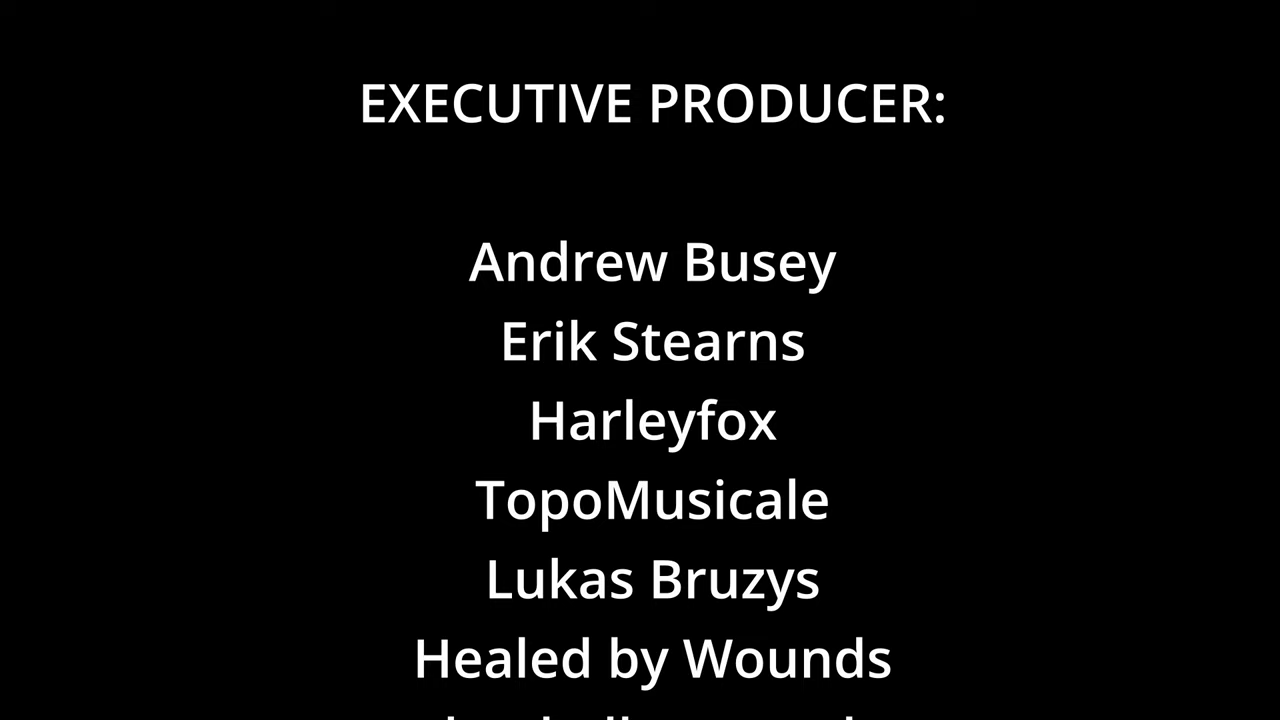 EXECUTIVE PRODUCER:
Andrew Busey
Erik Stearns
Harleyfox
TopoMusicale
Lukas Bruzys
Healed by Wounds